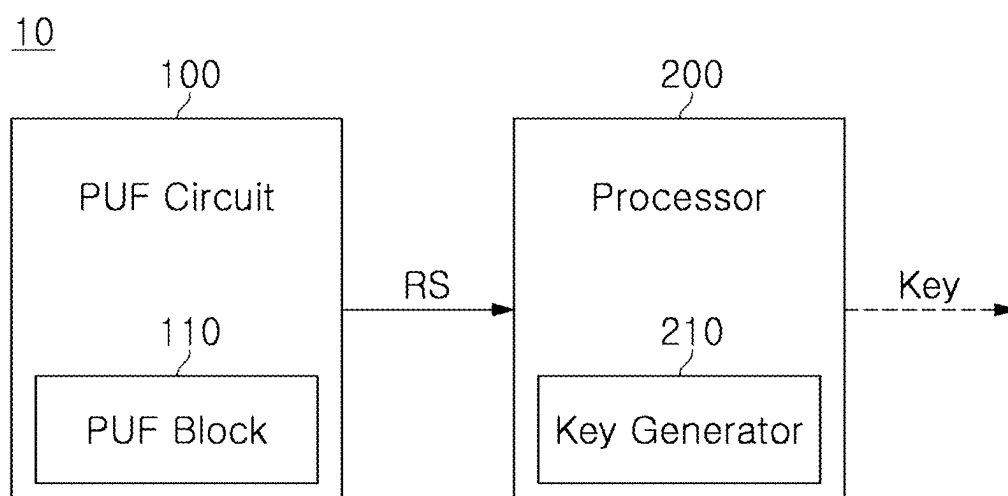 10
100
200
PUF Circuit
Processor
RS
Key
110
210
PUF Block
Key Generator